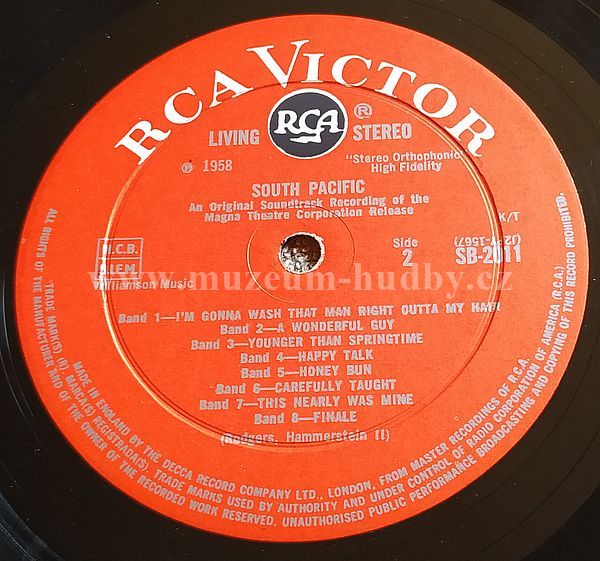 RCA VICTOR
RCA ®
LIVING STEREO
℗ 1958
"Stereo Orthophonic"
High Fidelity
SOUTH PACIFIC
An Original Soundtrack Recording of the
Magna Theatre Corporation Release
T/K
(J2PY-1567)
N.C.B.
B.I.E.M.
Williamson Music
Side
2
SB-2011
www.muzeum-hudby.cz
Band 1—I'M GONNA WASH THAT MAN RIGHT OUTTA MY HAIR
Band 2—A WONDERFUL GUY
Band 3—YOUNGER THAN SPRINGTIME
Band 4—HAPPY TALK
Band 5—HONEY BUN
Band 6—CAREFULLY TAUGHT
Band 7—THIS NEARLY WAS MINE
Band 8—FINALE
(Rodgers, Hammerstein II)
ALL RIGHTS OF THE MANUFACTURER AND OF THE OWNER OF THE RECORDED WORK RESERVED. UNAUTHORISED PUBLIC PERFORMANCE BROADCASTING AND COPYING OF THIS RECORD PROHIBITED.
TRADE MARK(S) (R). MARCA(S) REGISTRADA(S) TRADE MARKS USED BY AUTHORITY AND UNDER CONTROL OF RADIO CORPORATION OF AMERICA (R.C.A.)
MADE IN ENGLAND BY THE DECCA RECORD COMPANY LTD., LONDON, FROM MASTER RECORDINGS OF R.C.A.